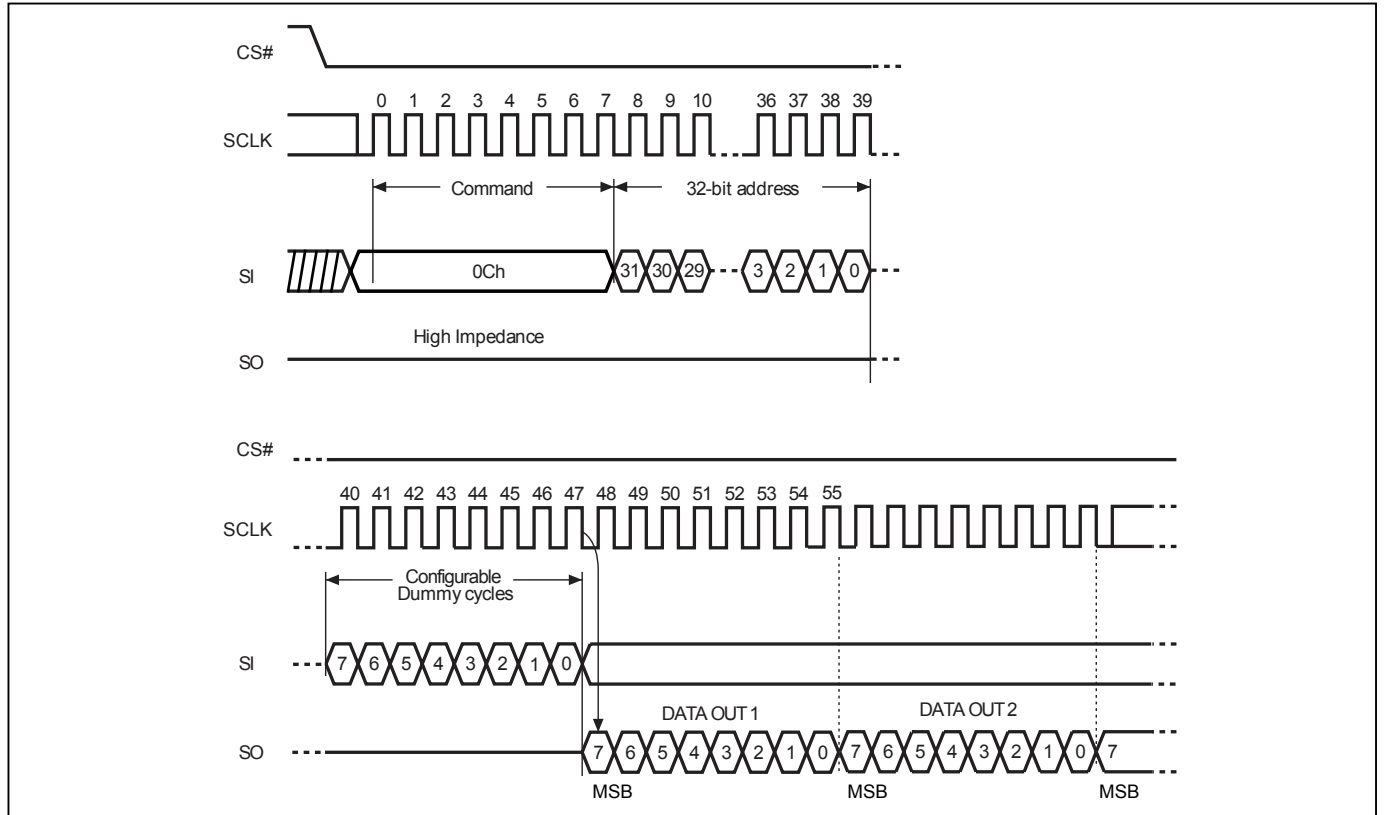 CS#
0 1 2 3 4 5 6 7 8 9 10 36 37 38 39
SCLK
Command 32-bit address
SI 0Ch 31 30 29 3 2 1 0
High Impedance
SO
CS#
40 41 42 43 44 45 46 47 48 49 50 51 52 53 54 55
SCLK
Configurable
Dummy cycles
SI 7 6 5 4 3 2 1 0
DATA OUT 1 DATA OUT 2
SO 7 6 5 4 3 2 1 0 7 6 5 4 3 2 1 0 7
MSB MSB MSB